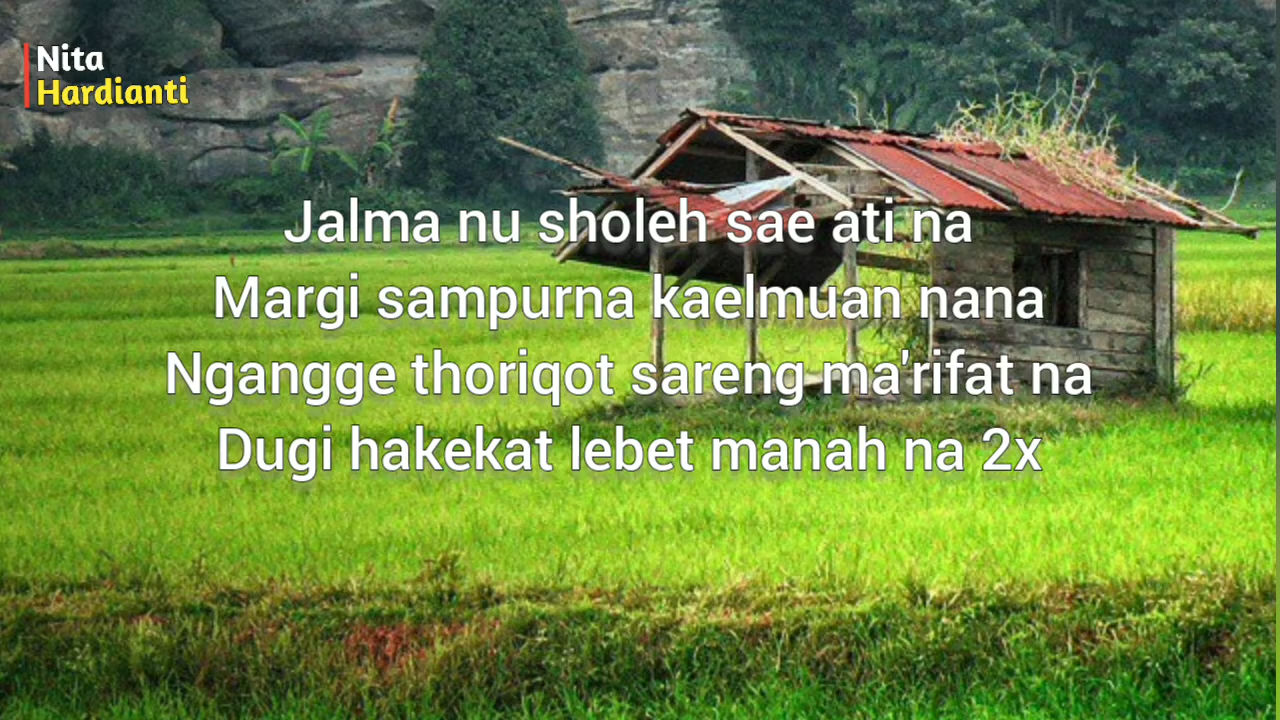 Nita
Hardianti
Jalma nu sholeh sae ati na
Margi sampurna kaelmuan nana
Ngangge thoriqot sareng ma'rifat na
Dugi hakekat lebet manah na 2x